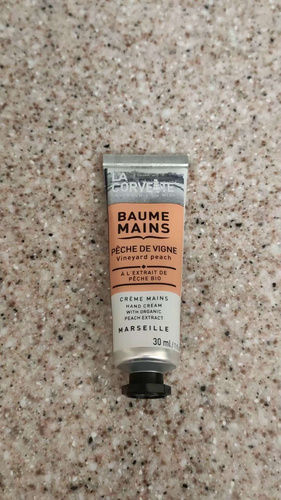 LA
CORVETTE
BAUME
MAINS
PÊCHE DE VIGNE
Vineyard peach
À L'EXTRAIT DE
PÊCHE BIO
CRÈME MAINS
HAND CREAM
WITH ORGANIC
PEACH EXTRACT
MARSEILLE
30 ml